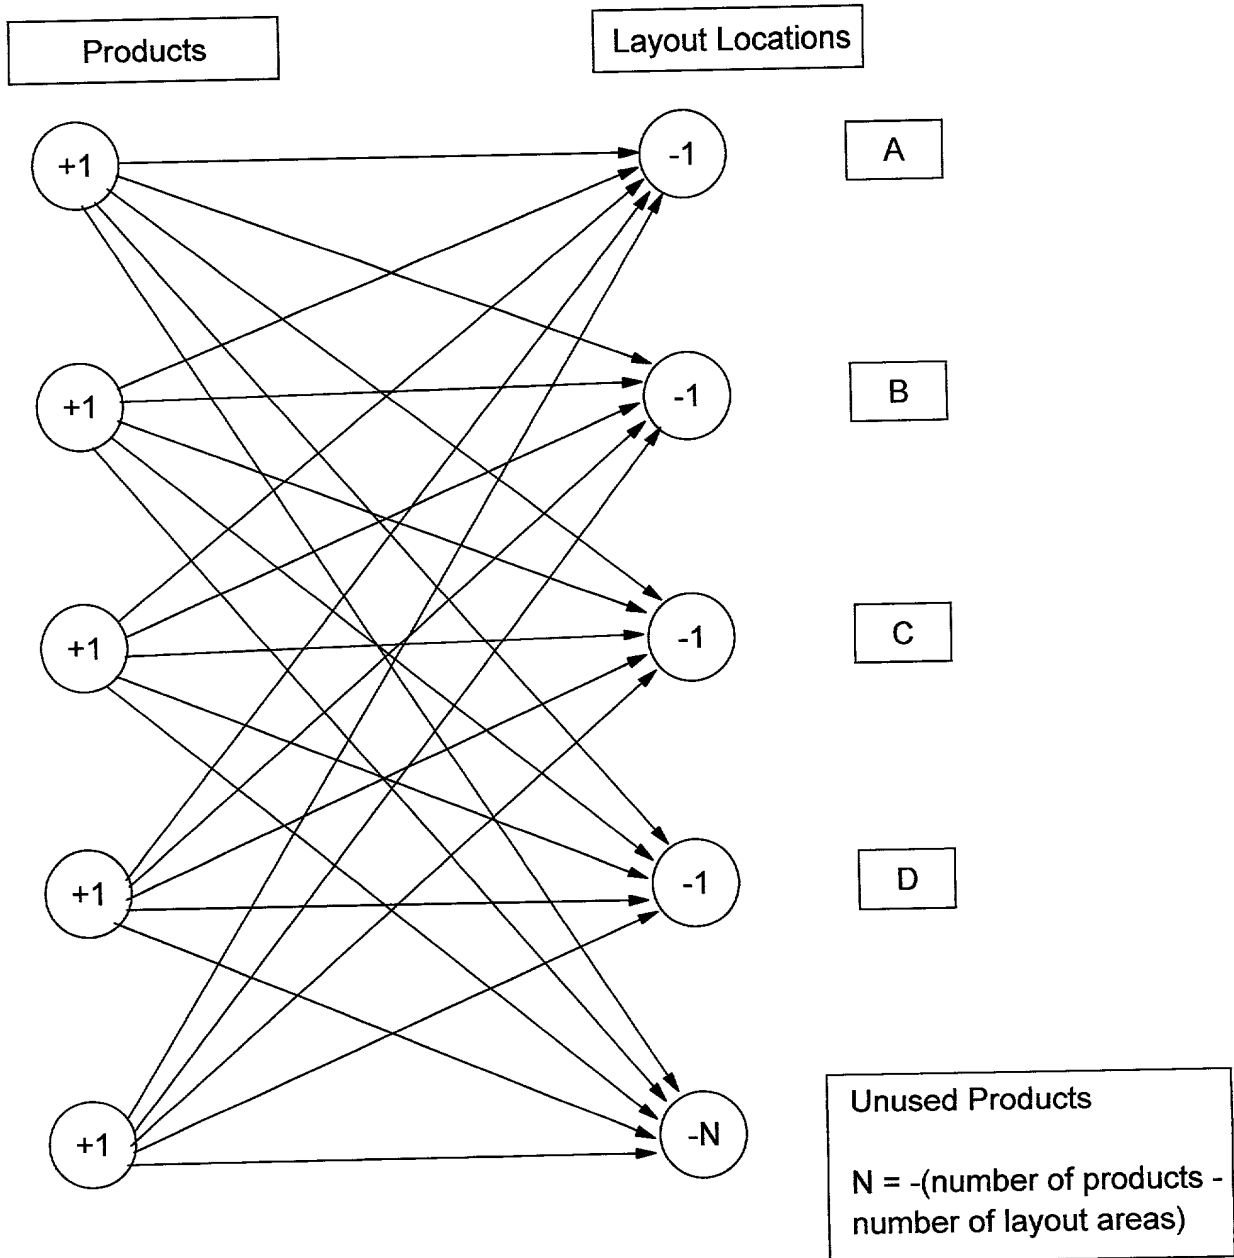 Products
Layout Locations
+1
-1
A
+1
-1
B
+1
-1
C
+1
-1
D
+1
-N
Unused Products
N = -(number of products -
number of layout areas)